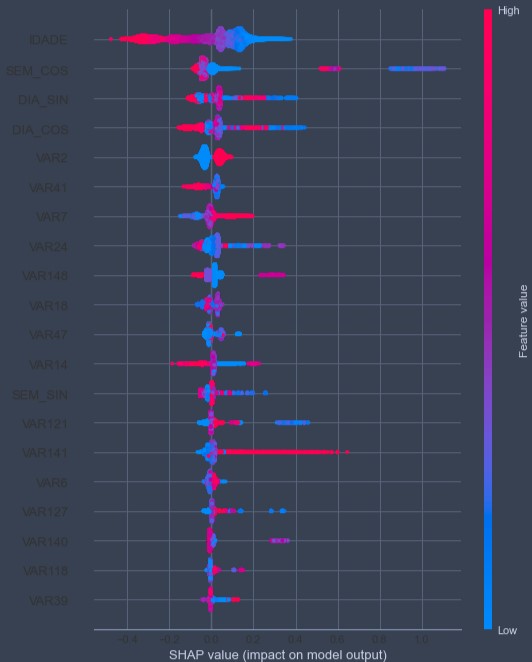 High
IDADE
SEM_COS
DIA_SIN
DIA_COS
VAR2
VAR41
VAR7
VAR24
VAR148
VAR16
VAR47
VAR14
SEM_SIN
VAR121
VAR141
VAR6
VAR127
VAR140
VAR39
Feature value
Low
-0.4 -0.2 0.0 0.2 0.4 0.6 0.8 1.0
SHAP value (impact on model output)